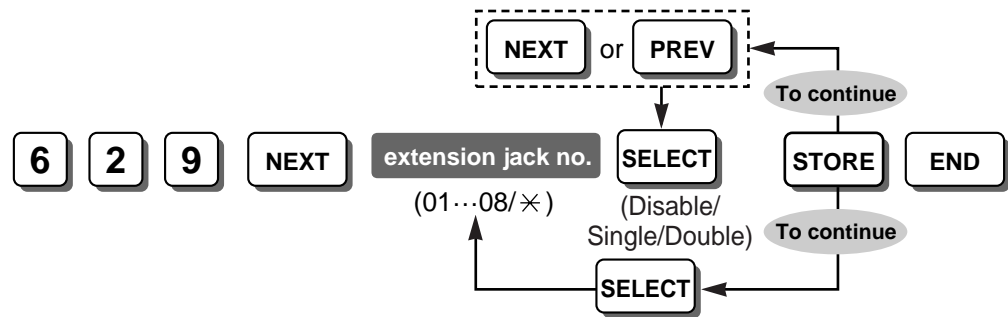 NEXT or PREV
To continue
6 2 9 NEXT extension jack no. SELECT STORE END
(01···08/✳)
(Disable/
Single/Double)
To continue
SELECT